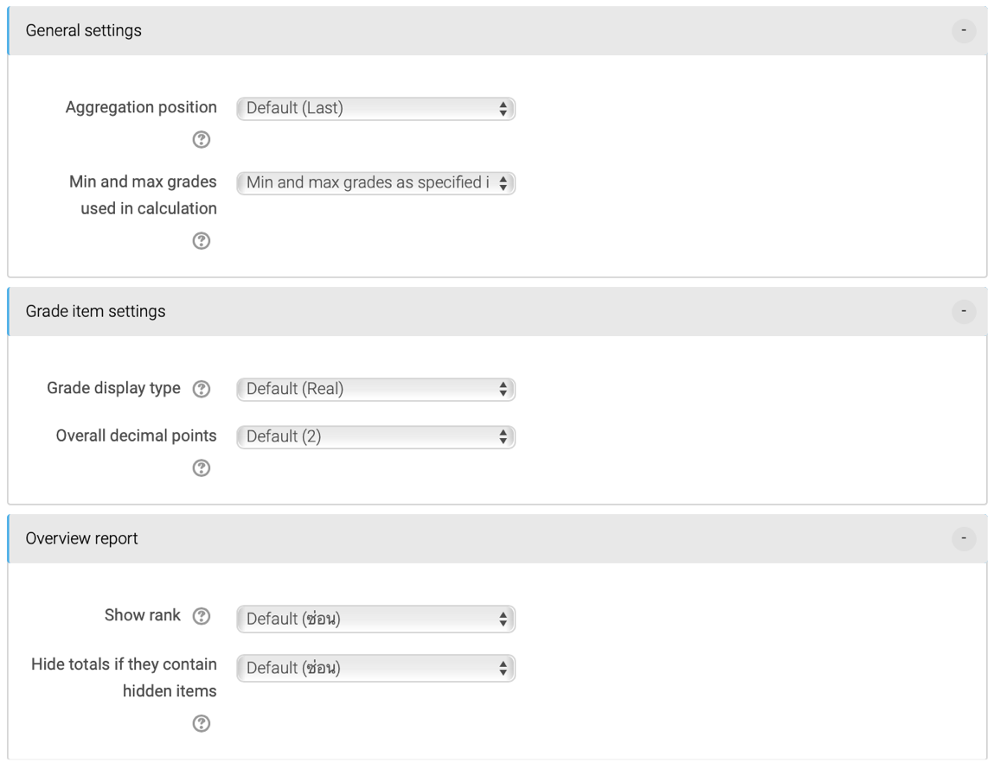 General settings
-
Aggregation position
Default (Last)
?
Min and max grades
used in calculation
Min and max grades as specified i
?
Grade item settings
-
Grade display type ?
Default (Real)
Overall decimal points
Default (2)
?
Overview report
-
Show rank ?
Default (ซ่อน)
Hide totals if they contain
hidden items
Default (ซ่อน)
?